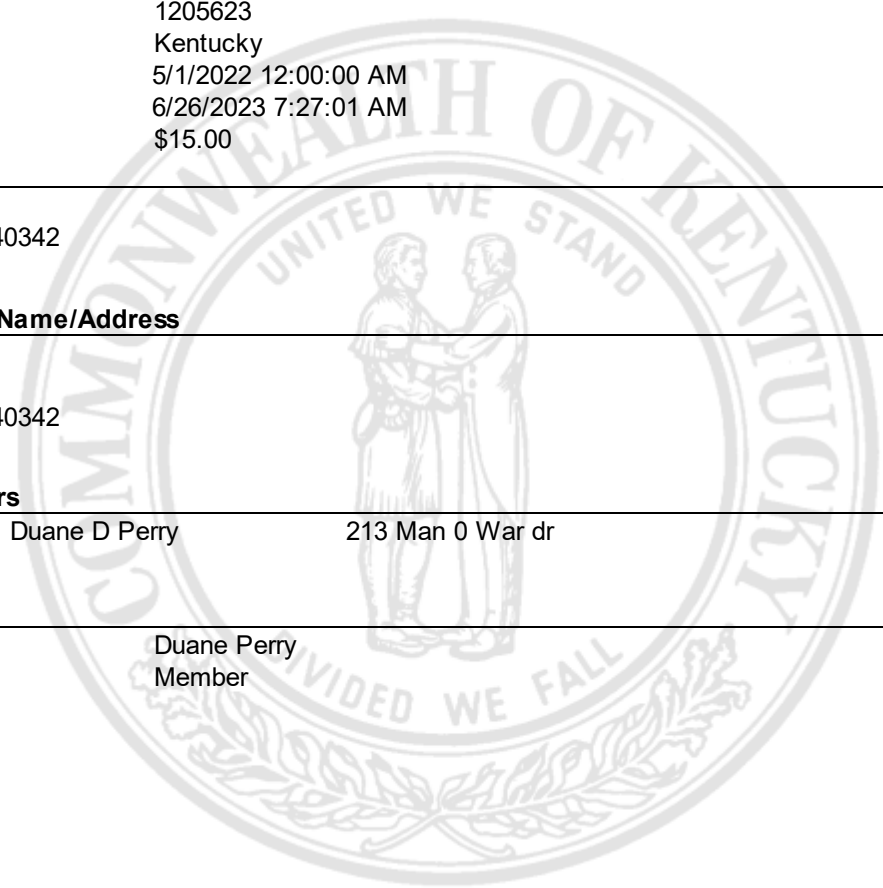 1205623
Kentucky
5/1/2022 12:00:00 AM
6/26/2023 7:27:01 AM
$15.00
40342
Name/Address
40342
rs
Duane D Perry 213 Man 0 War dr
Duane Perry
Member
COMMONWEALTH OF KENTUCKY
UNITED WE STAND
DIVIDED WE FALL